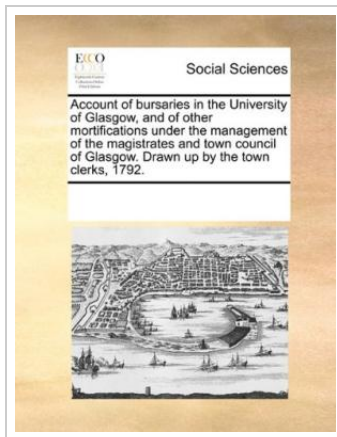 ECCO
Social Sciences
Account of bursaries in the University
of Glasgow, and of other
mortifications under the management
of the magistrates and town council
of Glasgow. Drawn up by the town
clerks, 1792.